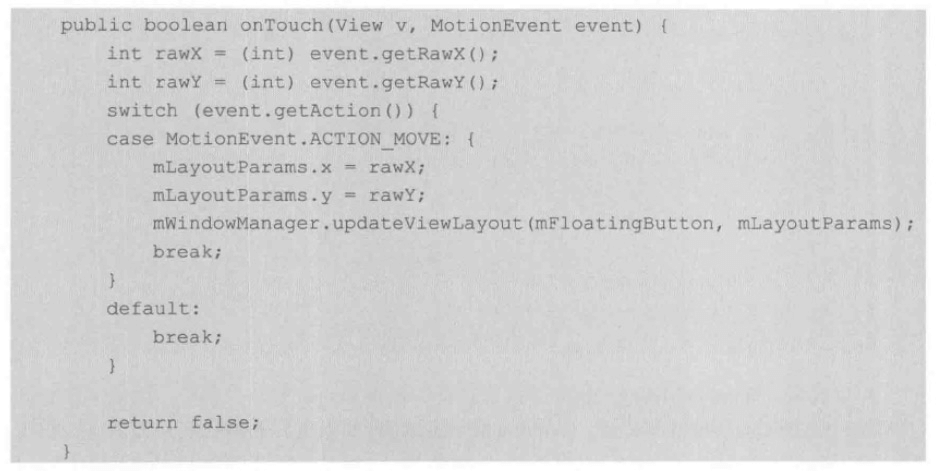 public boolean onTouch(View v, MotionEvent event) {
    int rawX = (int) event.getRawX();
    int rawY = (int) event.getRawY();
    switch (event.getAction()) {
    case MotionEvent.ACTION_MOVE: {
        mLayoutParams.x = rawX;
        mLayoutParams.y = rawY;
        mWindowManager.updateViewLayout(mFloatingButton, mLayoutParams);
        break;
    }
    default:
        break;
    }
    return false;
}